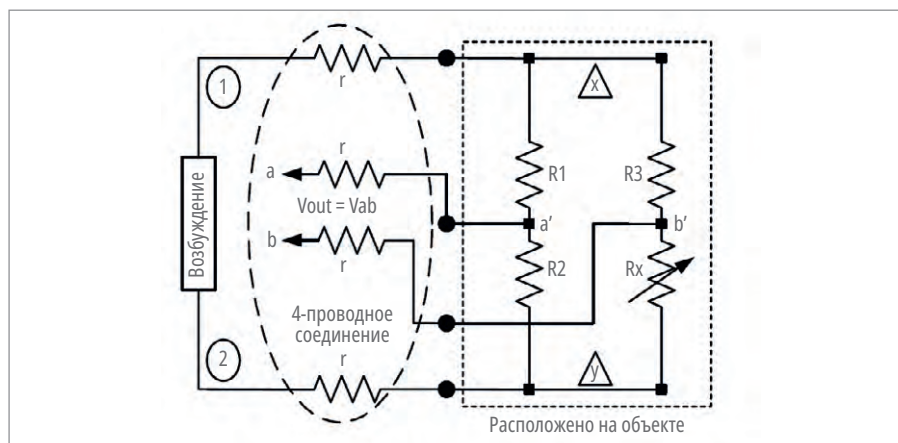 r
1
x
r
a
R1
R3
Vout = Vab
a'
b'
Возбуждение
b
r
R2
Rx
4-проводное
соединение
2
r
y
Расположено на объекте